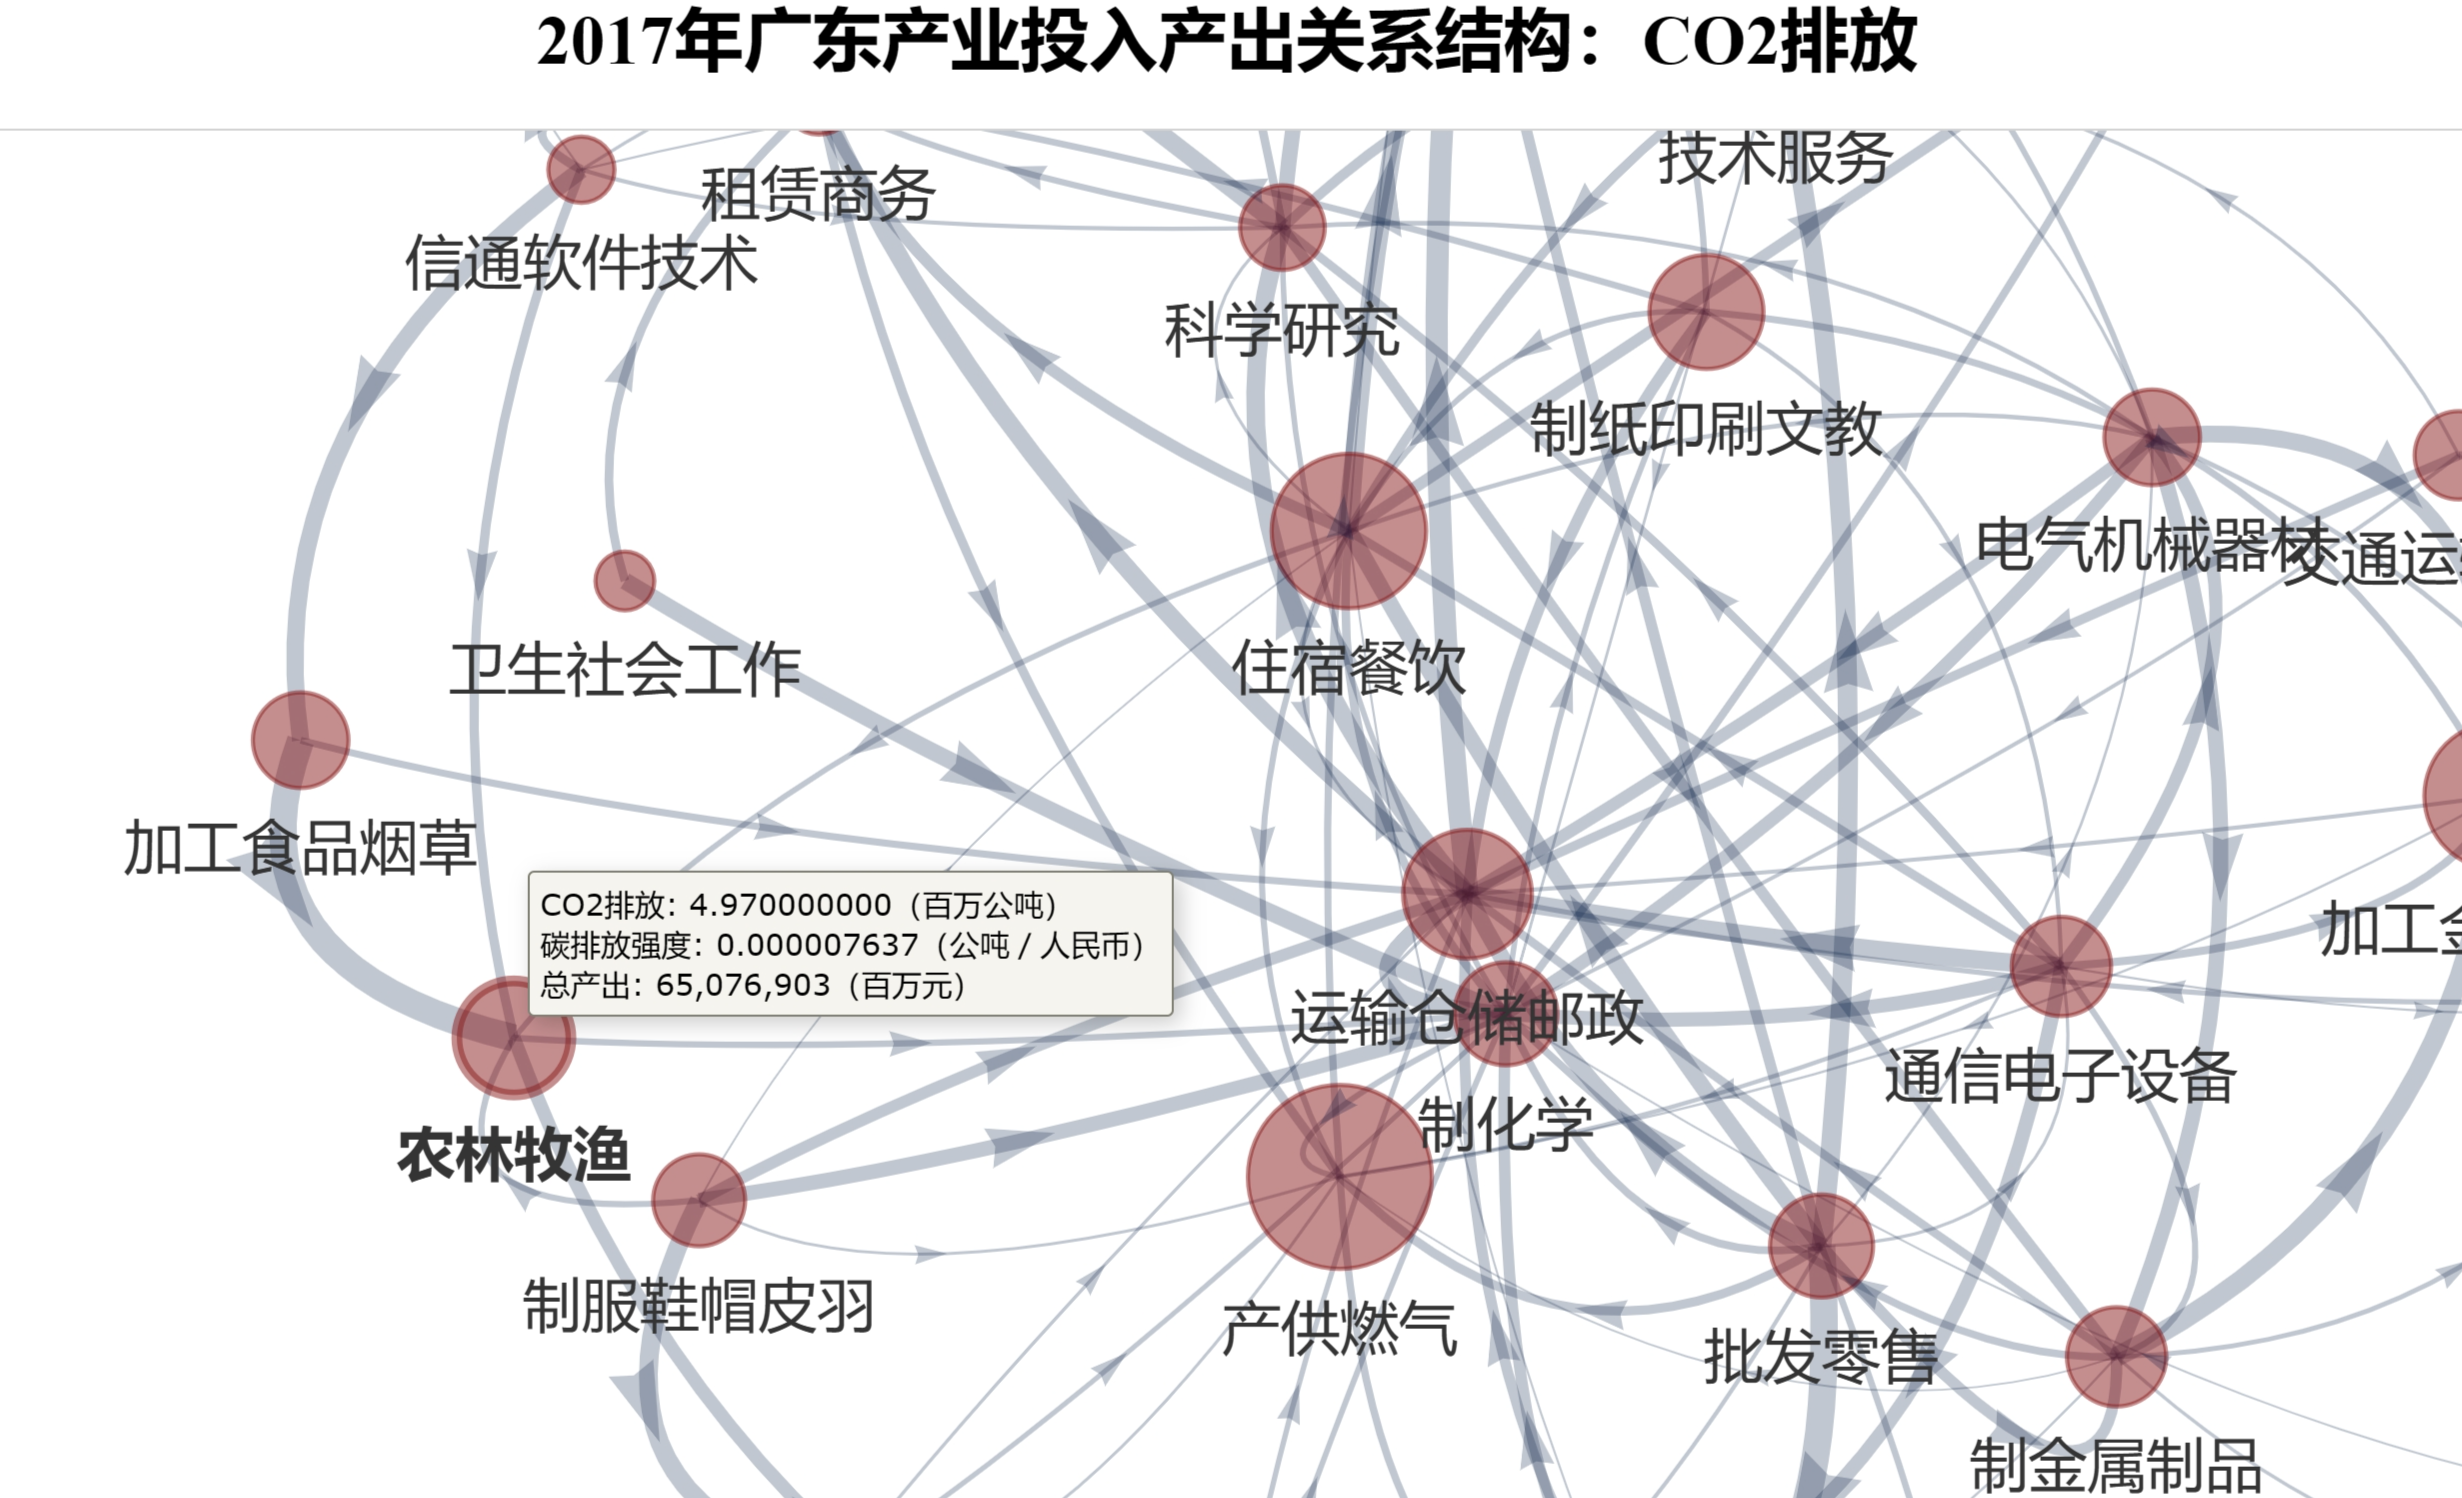 2017年广东产业投入产出关系结构：CO2排放
技术服务
租赁商务
信通软件技术
科学研究
制纸印刷文教
电气机械器材
交通运
住宿餐饮
卫生社会工作
加工食品烟草
CO2排放: 4.970000000（百万公吨）
碳排放强度: 0.000007637（公吨 / 人民币）
总产出: 65,076,903（百万元）
加工金
运输仓储邮政
通信电子设备
制化学
农林牧渔
制服鞋帽皮羽
产供燃气
批发零售
制金属制品